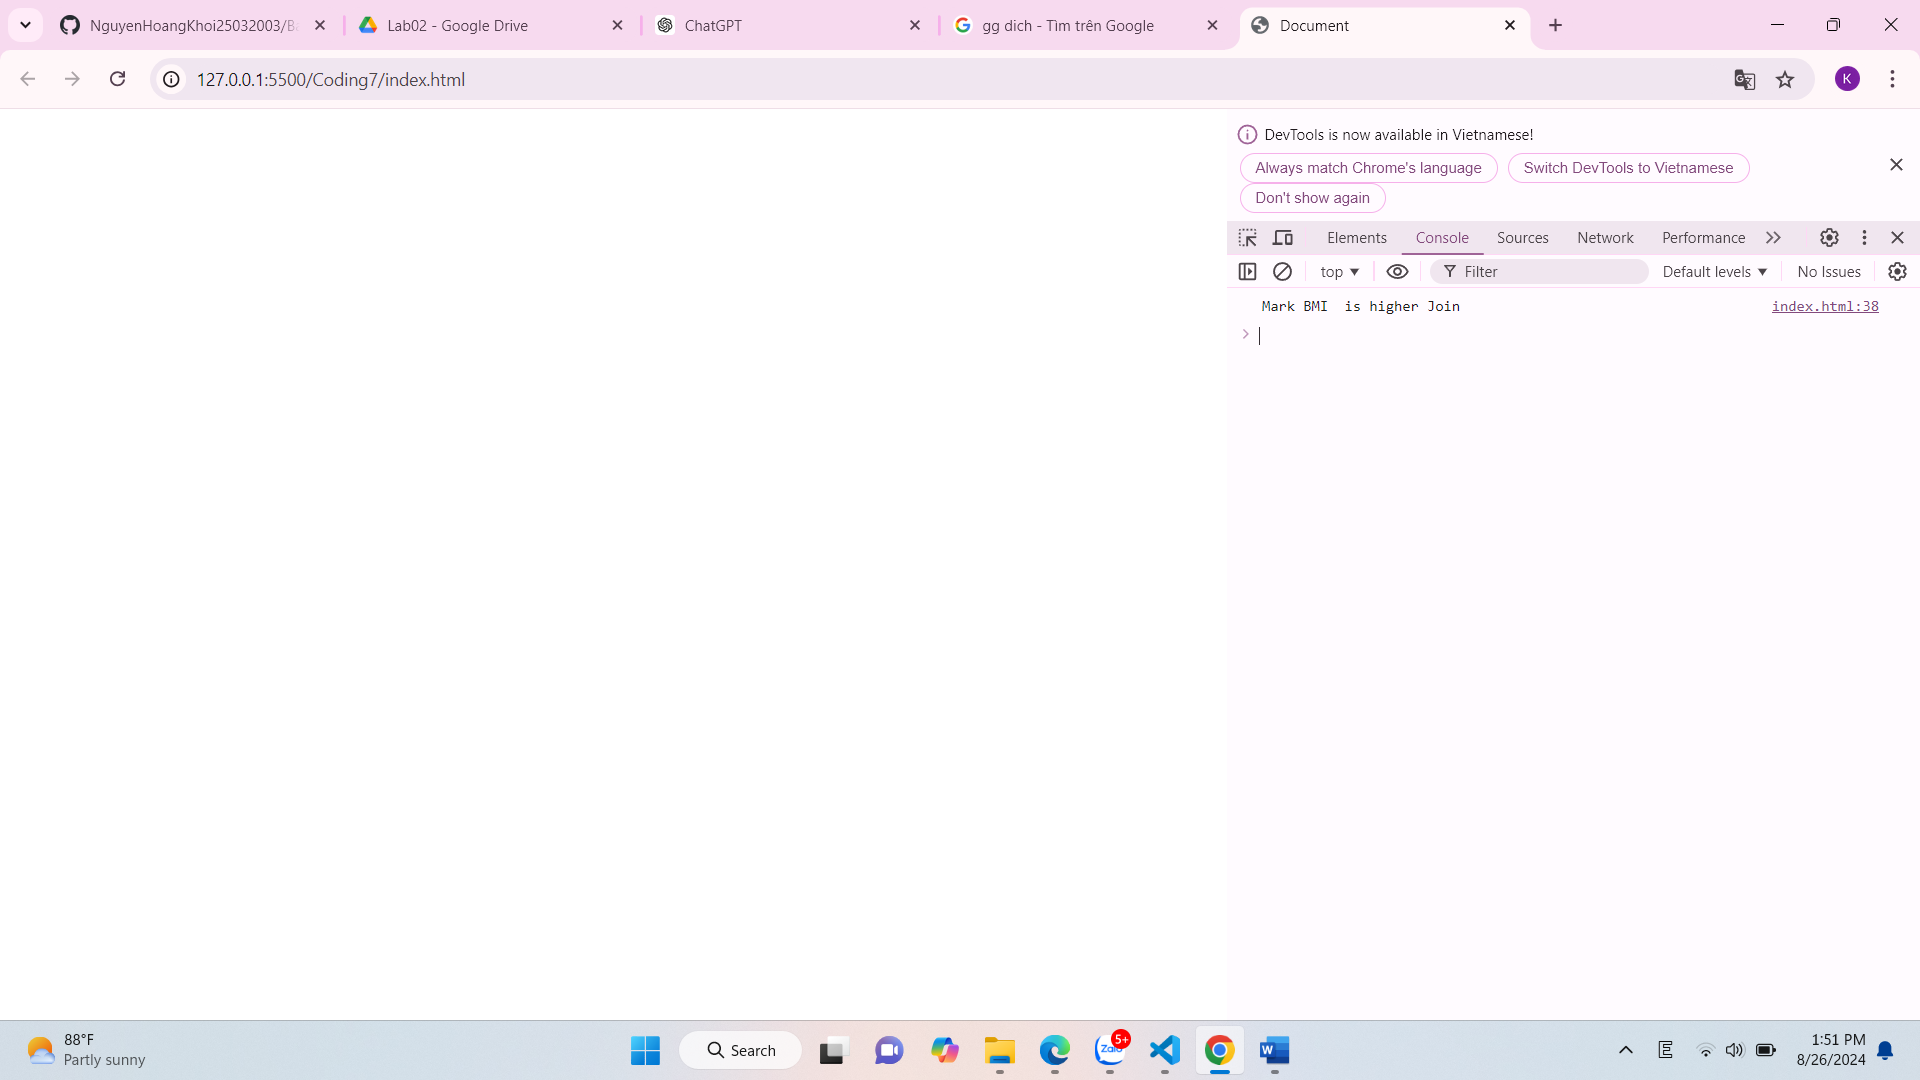 NguyenHoangKhoi25032003/Ba
Lab02 - Google Drive
ChatGPT
gg dich - Tìm trên Google
Document
127.0.0.1:5500/Coding7/index.html
K
DevTools is now available in Vietnamese!
Always match Chrome's language
Switch DevTools to Vietnamese
Don't show again
Elements
Console
Sources
Network
Performance
top
Filter
Default levels
No Issues
Mark BMI  is higher Join
index.html:38
88°F
Partly sunny
Search
Zalo
5+
W
E
1:51 PM
8/26/2024